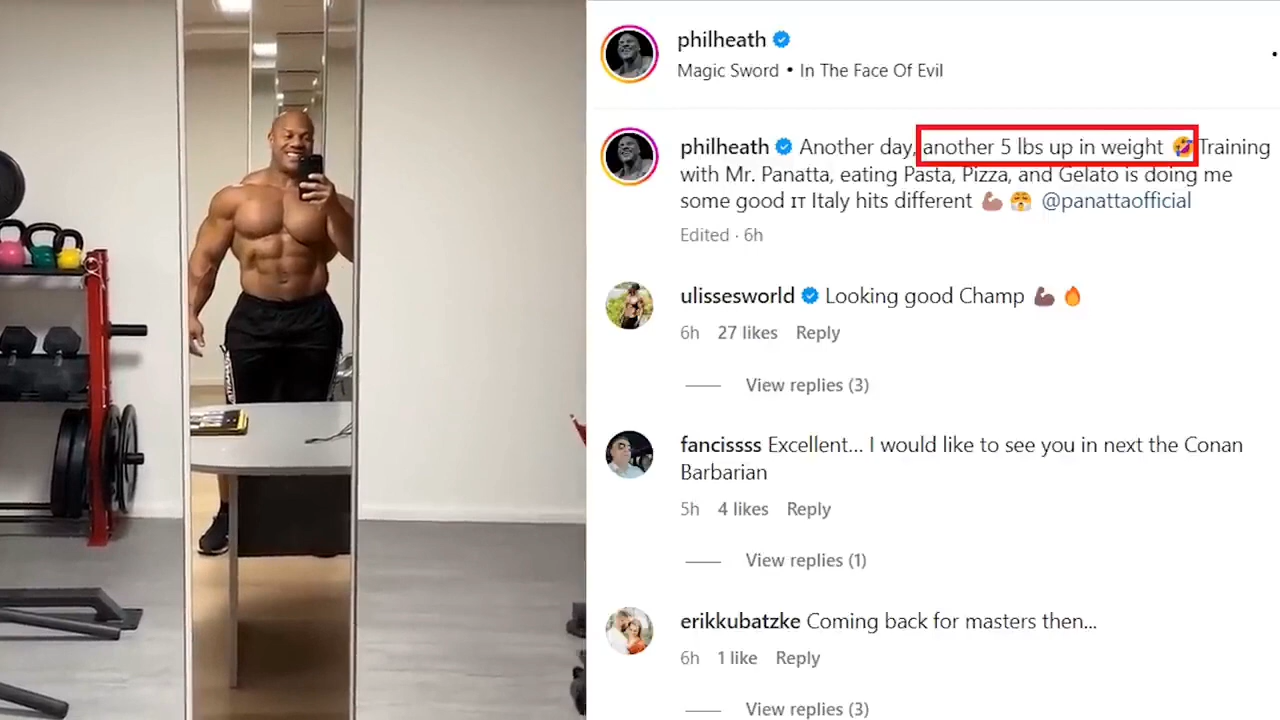 philheath
Magic Sword • In The Face Of Evil
philheath Another day, another 5 lbs up in weight 🤣 Training
with Mr. Panatta, eating Pasta, Pizza, and Gelato is doing me
some good IT Italy hits different 💪🏽 😤 @panattaofficial
Edited · 6h
ulissesworld Looking good Champ 💪🏿 🔥
6h 27 likes Reply
View replies (3)
fancissss Excellent... I would like to see you in next the Conan
Barbarian
5h 4 likes Reply
View replies (1)
erikkubatzke Coming back for masters then...
6h 1 like Reply
View replies (3)